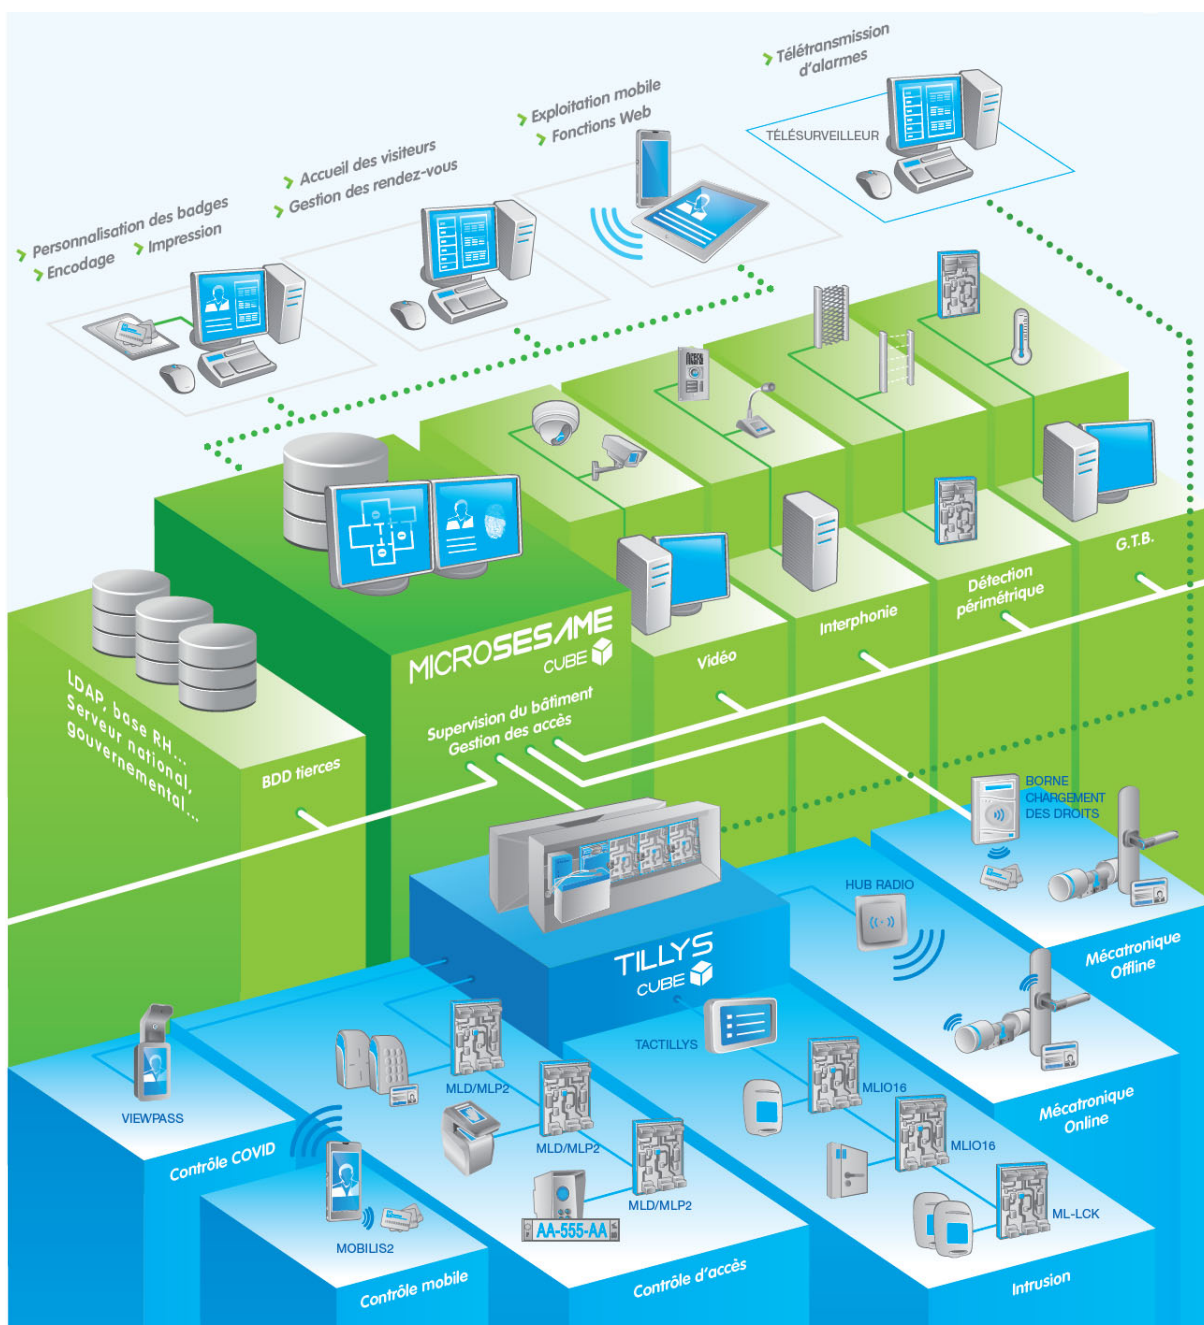 Télétransmission
d'alarmes
TÉLÉSURVEILLEUR
Exploitation mobile
Fonctions Web
Accueil des visiteurs
Gestion des rendez-vous
Personnalisation des badges
Encodage
Impression
G.T.B.
Détection
périmétrique
Interphonie
Vidéo
MICROSESAME
CUBE
Supervision du bâtiment
Gestion des accès
LDAP, base RH...
Serveur national,
gouvernemental...
BDD tierces
BORNE
CHARGEMENT
DES DROITS
HUB RADIO
Mécatronique
Offline
TILLYS
CUBE
TACTILLYS
MLIO16
MLIO16
ML-LCK
Mécatronique
Online
VIEWPASS
MLD/MLP2
MLD/MLP2
MLD/MLP2
AA-555-AA
Contrôle COVID
MOBILIS2
Contrôle mobile
Contrôle d'accès
Intrusion